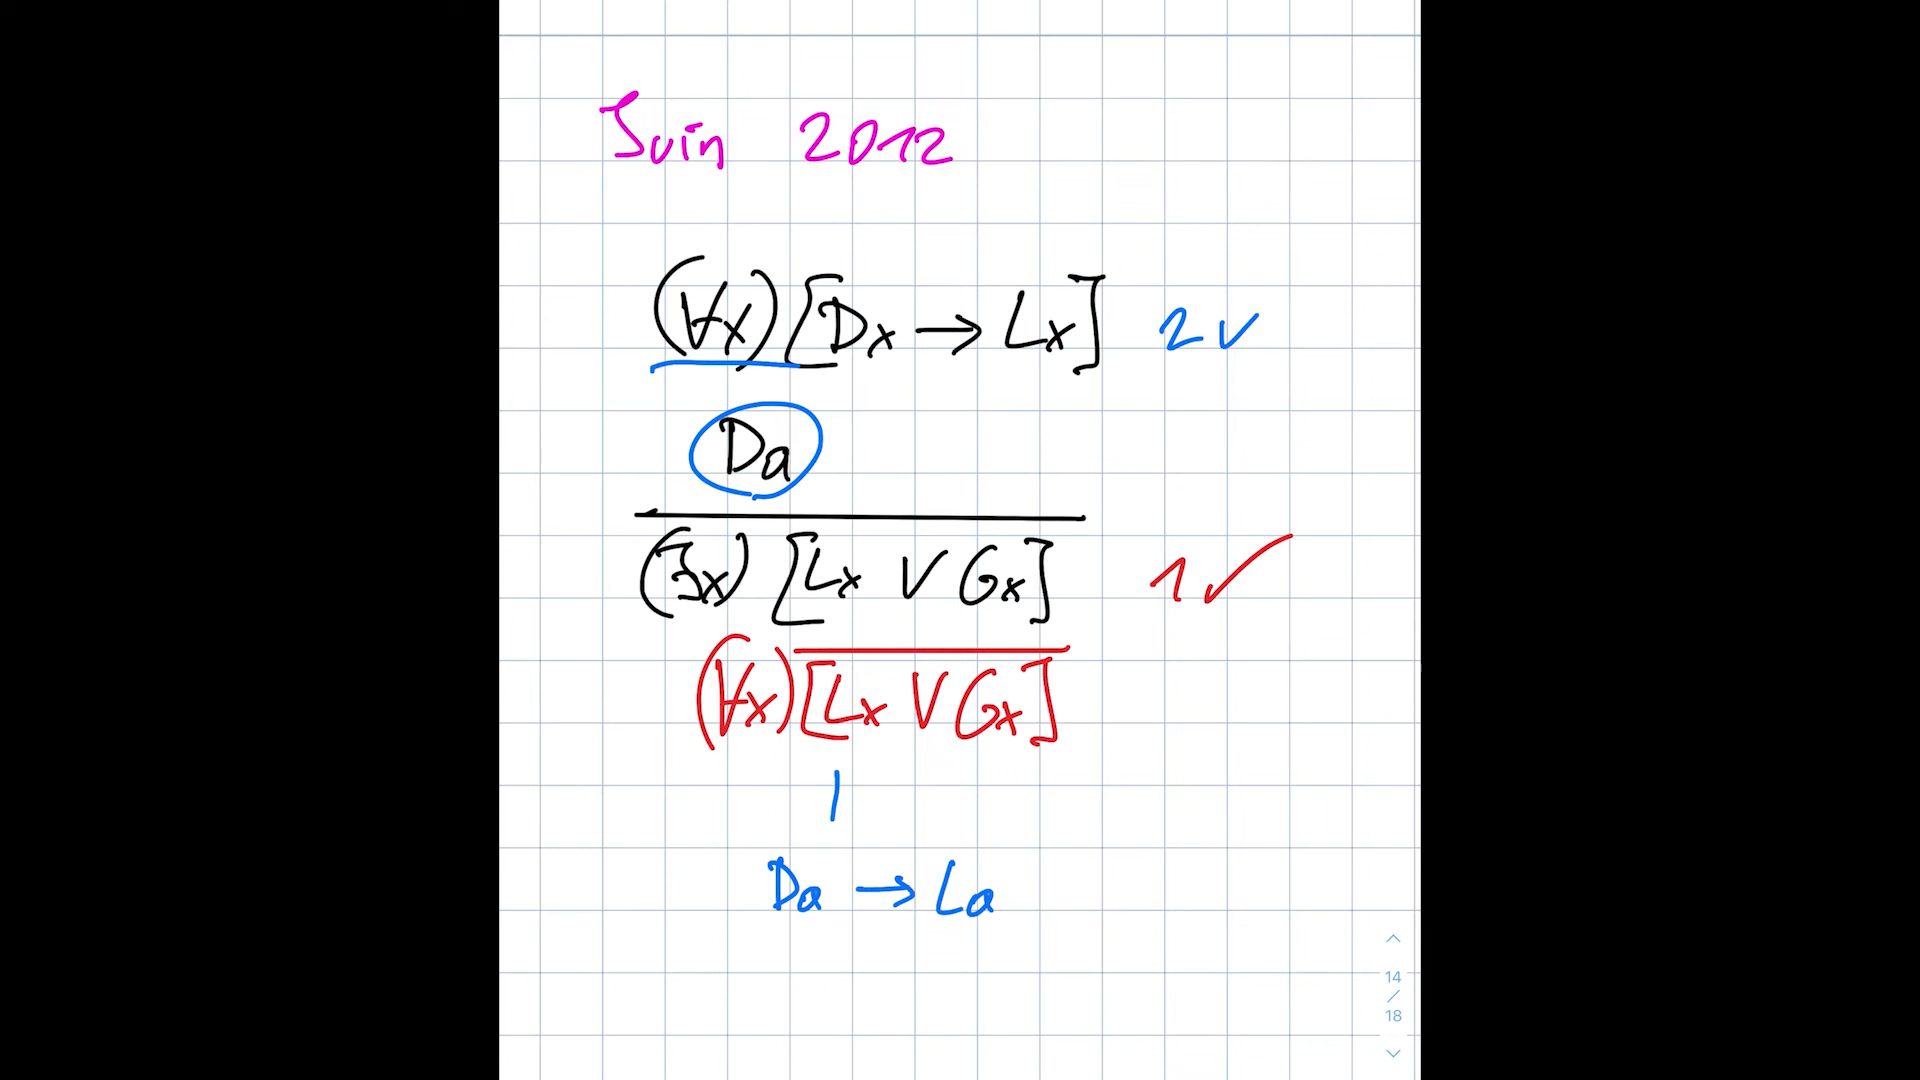 Juin 2012
(∀x) [Dx → Lx] 2 ✓
Da
(∃x) [Lx V Gx] 1 ✓
(∀x) [Lx V Gx]
Da → La
14
/
18